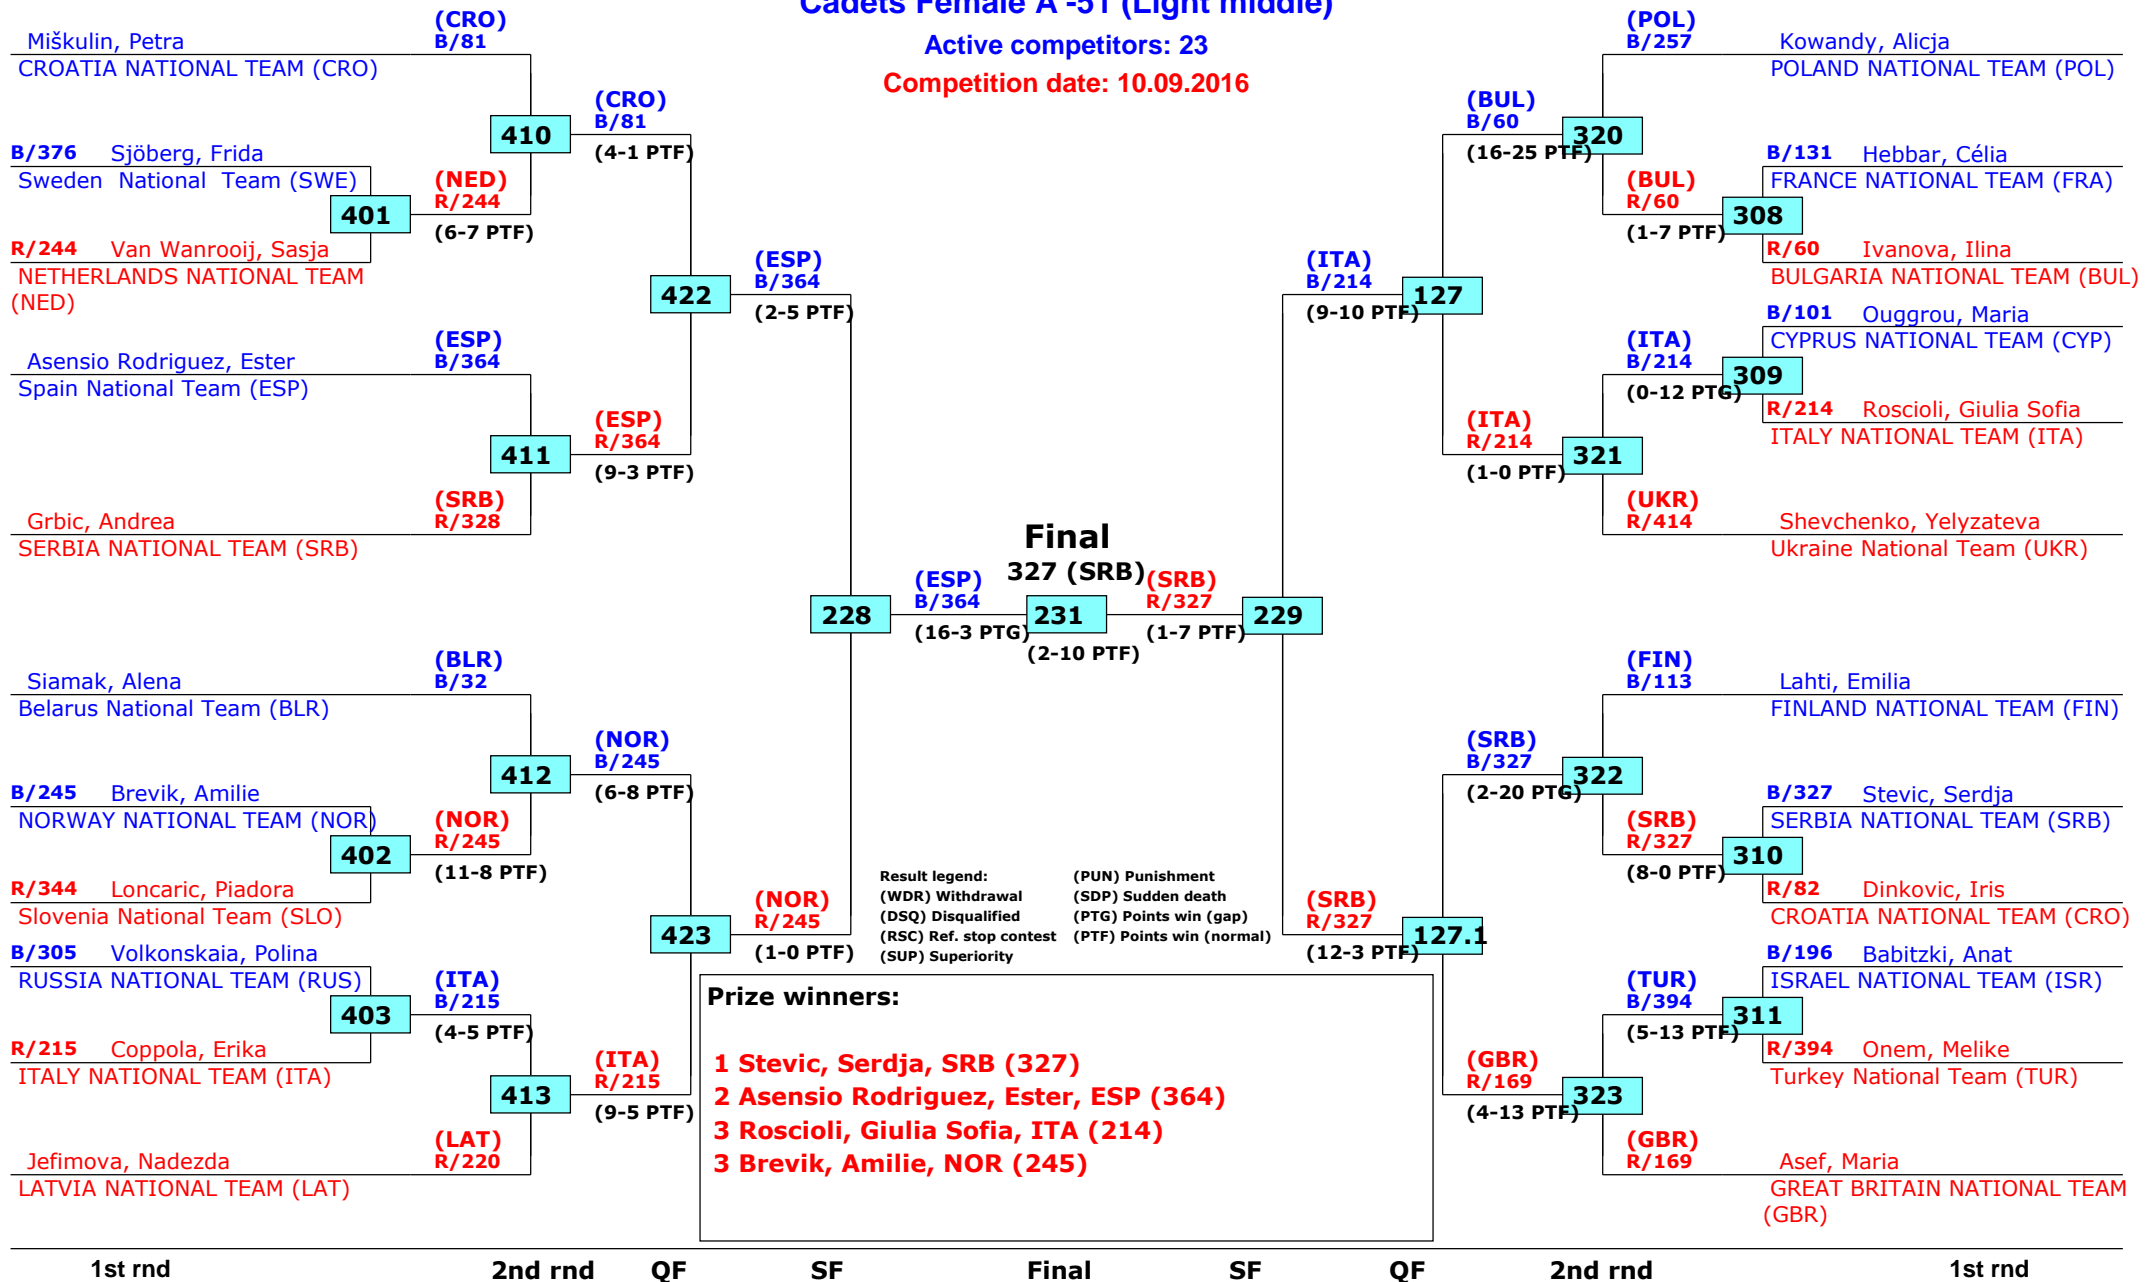 Cadets Female A -51 (Light middle)
Active competitors: 23
Competition date: 10.09.2016
Miškulin, Petra
CROATIA NATIONAL TEAM (CRO)
(CRO)
B/81
B/376 Sjöberg, Frida
Sweden National Team (SWE)
401
R/244 Van Wanrooij, Sasja
NETHERLANDS NATIONAL TEAM
(NED)
(NED)
R/244
(6-7 PTF)
410
(CRO)
B/81
(4-1 PTF)
Asensio Rodriguez, Ester
Spain National Team (ESP)
(ESP)
B/364
411
Grbic, Andrea
SERBIA NATIONAL TEAM (SRB)
(SRB)
R/328
(ESP)
R/364
(9-3 PTF)
422
(ESP)
B/364
(2-5 PTF)
Siamak, Alena
Belarus National Team (BLR)
(BLR)
B/32
B/245 Brevik, Amilie
NORWAY NATIONAL TEAM (NOR)
402
R/344 Loncaric, Piadora
Slovenia National Team (SLO)
(NOR)
R/245
(11-8 PTF)
412
(NOR)
B/245
(6-8 PTF)
B/305 Volkonskaia, Polina
RUSSIA NATIONAL TEAM (RUS)
403
R/215 Coppola, Erika
ITALY NATIONAL TEAM (ITA)
(ITA)
B/215
(4-5 PTF)
413
Jefimova, Nadezda
LATVIA NATIONAL TEAM (LAT)
(LAT)
R/220
(ITA)
R/215
(9-5 PTF)
423
(NOR)
R/245
(1-0 PTF)
228
(ESP)
B/364
(16-3 PTG)
Final
327 (SRB)
231
(2-10 PTF)
(SRB)
R/327
(1-7 PTF)
229
(ITA)
B/214
(9-10 PTF)
127
(BUL)
B/60
(16-25 PTF)
320
(POL)
B/257
Kowandy, Alicja
POLAND NATIONAL TEAM (POL)
(BUL)
R/60
(1-7 PTF)
308
B/131 Hebbar, Célia
FRANCE NATIONAL TEAM (FRA)
R/60 Ivanova, Ilina
BULGARIA NATIONAL TEAM (BUL)
(ITA)
R/214
(1-0 PTF)
321
(ITA)
B/214
(0-12 PTG)
309
B/101 Ouggrou, Maria
CYPRUS NATIONAL TEAM (CYP)
R/214 Roscioli, Giulia Sofia
ITALY NATIONAL TEAM (ITA)
(UKR)
R/414
Shevchenko, Yelyzateva
Ukraine National Team (UKR)
(SRB)
R/327
(12-3 PTF)
127.1
(SRB)
B/327
(2-20 PTG)
322
(FIN)
B/113
Lahti, Emilia
FINLAND NATIONAL TEAM (FIN)
(SRB)
R/327
(8-0 PTF)
310
B/327 Stevic, Serdja
SERBIA NATIONAL TEAM (SRB)
R/82 Dinkovic, Iris
CROATIA NATIONAL TEAM (CRO)
(GBR)
R/169
(4-13 PTF)
323
(TUR)
B/394
(5-13 PTF)
311
B/196 Babitzki, Anat
ISRAEL NATIONAL TEAM (ISR)
R/394 Onem, Melike
Turkey National Team (TUR)
(GBR)
R/169
Asef, Maria
GREAT BRITAIN NATIONAL TEAM
(GBR)
Result legend: (PUN) Punishment
(WDR) Withdrawal (SDP) Sudden death
(DSQ) Disqualified (PTG) Points win (gap)
(RSC) Ref. stop contest (PTF) Points win (normal)
(SUP) Superiority
Prize winners:
1 Stevic, Serdja, SRB (327)
2 Asensio Rodriguez, Ester, ESP (364)
3 Roscioli, Giulia Sofia, ITA (214)
3 Brevik, Amilie, NOR (245)
1st rnd 2nd rnd QF SF Final SF QF 2nd rnd 1st rnd